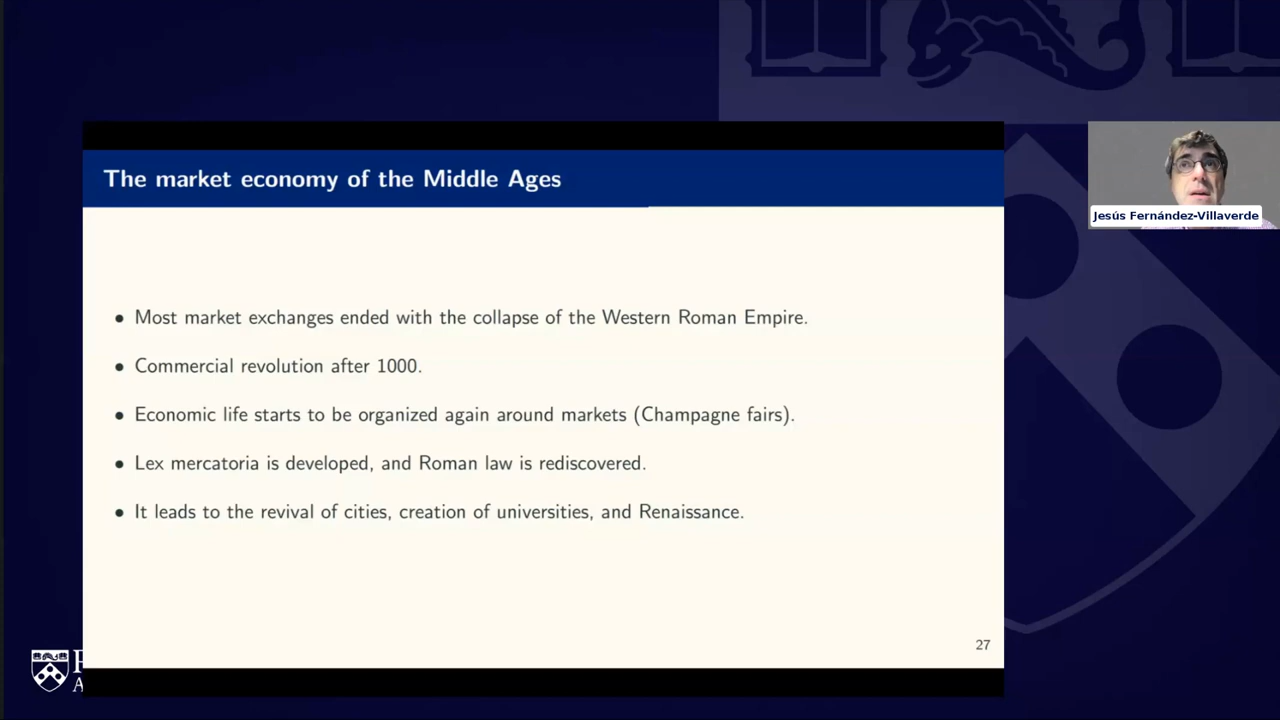 The market economy of the Middle Ages
Jesús Fernández-Villaverde
• Most market exchanges ended with the collapse of the Western Roman Empire.
• Commercial revolution after 1000.
• Economic life starts to be organized again around markets (Champagne fairs).
• Lex mercatoria is developed, and Roman law is rediscovered.
• It leads to the revival of cities, creation of universities, and Renaissance.
27